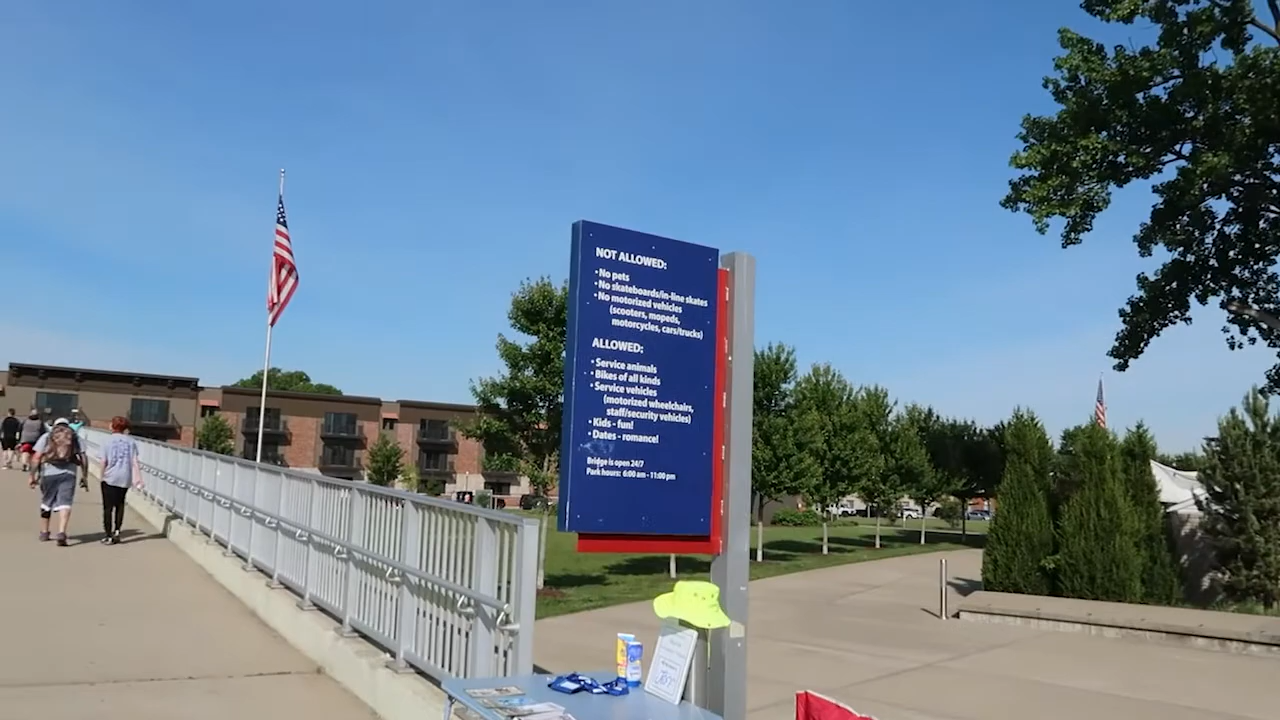 NOT ALLOWED:
• No pets
• No skateboards/in-line skates
• No motorized vehicles
(scooters, mopeds,
motorcycles, cars/trucks)
ALLOWED:
• Service animals
• Bikes of all kinds
• Service vehicles
(motorized wheelchairs,
staff/security vehicles)
• Kids - fun!
• Dates - romance!
Bridge is open 24/7
Park hours: 6:00 am - 11:00 pm